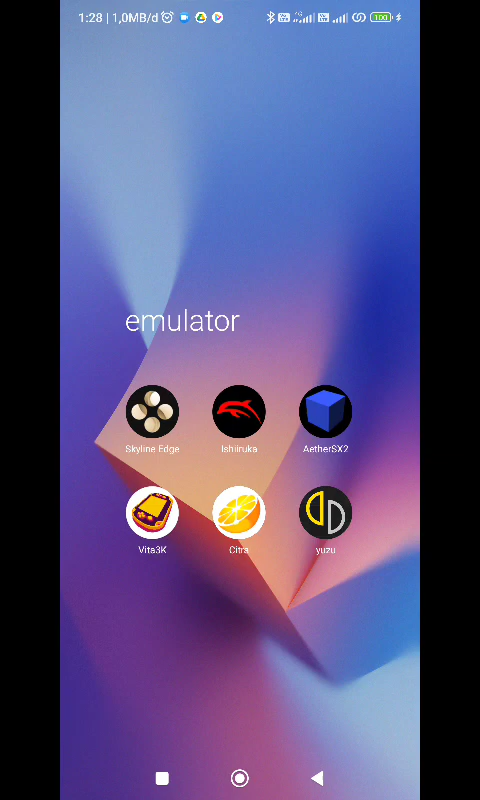 1:28 | 1,0MB/d
100
emulator
Skyline Edge
Ishiiruka
AetherSX2
Vita3K
Citra
yuzu